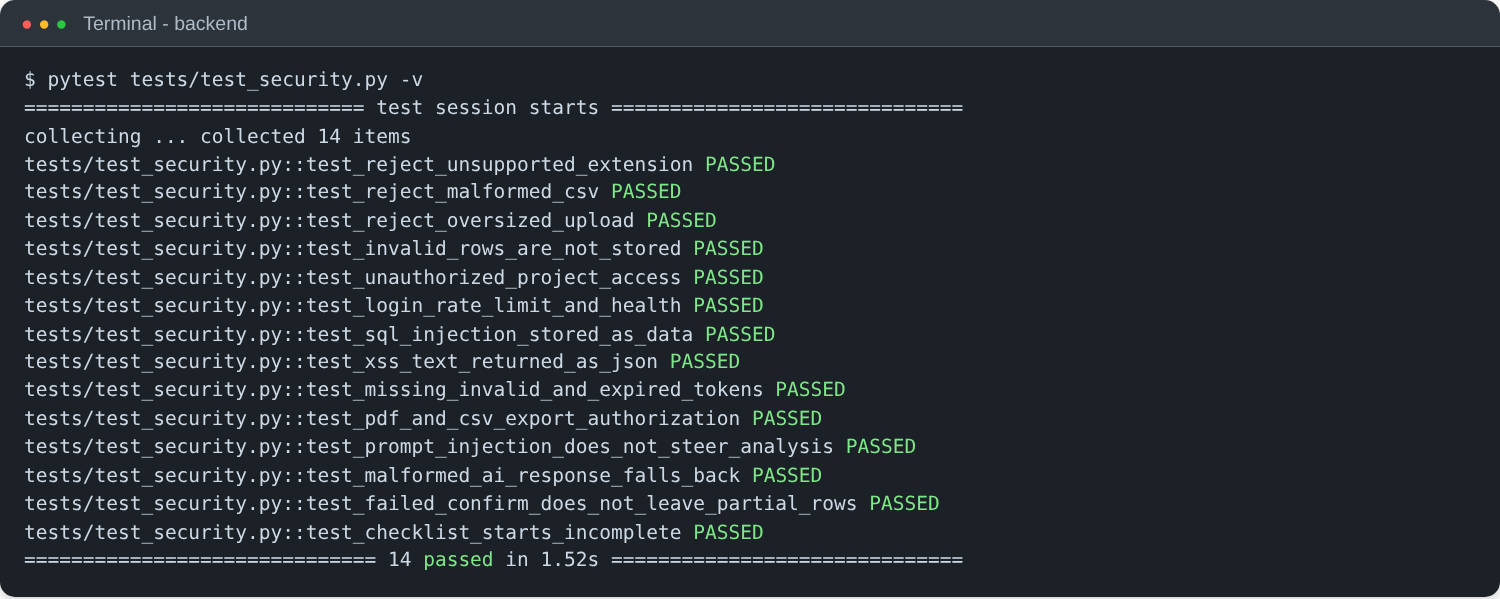 Terminal - backend
$ pytest tests/test_security.py -v
============================= test session starts ==============================
collecting ... collected 14 items
tests/test_security.py::test_reject_unsupported_extension PASSED
tests/test_security.py::test_reject_malformed_csv PASSED
tests/test_security.py::test_reject_oversized_upload PASSED
tests/test_security.py::test_invalid_rows_are_not_stored PASSED
tests/test_security.py::test_unauthorized_project_access PASSED
tests/test_security.py::test_login_rate_limit_and_health PASSED
tests/test_security.py::test_sql_injection_stored_as_data PASSED
tests/test_security.py::test_xss_text_returned_as_json PASSED
tests/test_security.py::test_missing_invalid_and_expired_tokens PASSED
tests/test_security.py::test_pdf_and_csv_export_authorization PASSED
tests/test_security.py::test_prompt_injection_does_not_steer_analysis PASSED
tests/test_security.py::test_malformed_ai_response_falls_back PASSED
tests/test_security.py::test_failed_confirm_does_not_leave_partial_rows PASSED
tests/test_security.py::test_checklist_starts_incomplete PASSED
============================== 14 passed in 1.52s ==============================